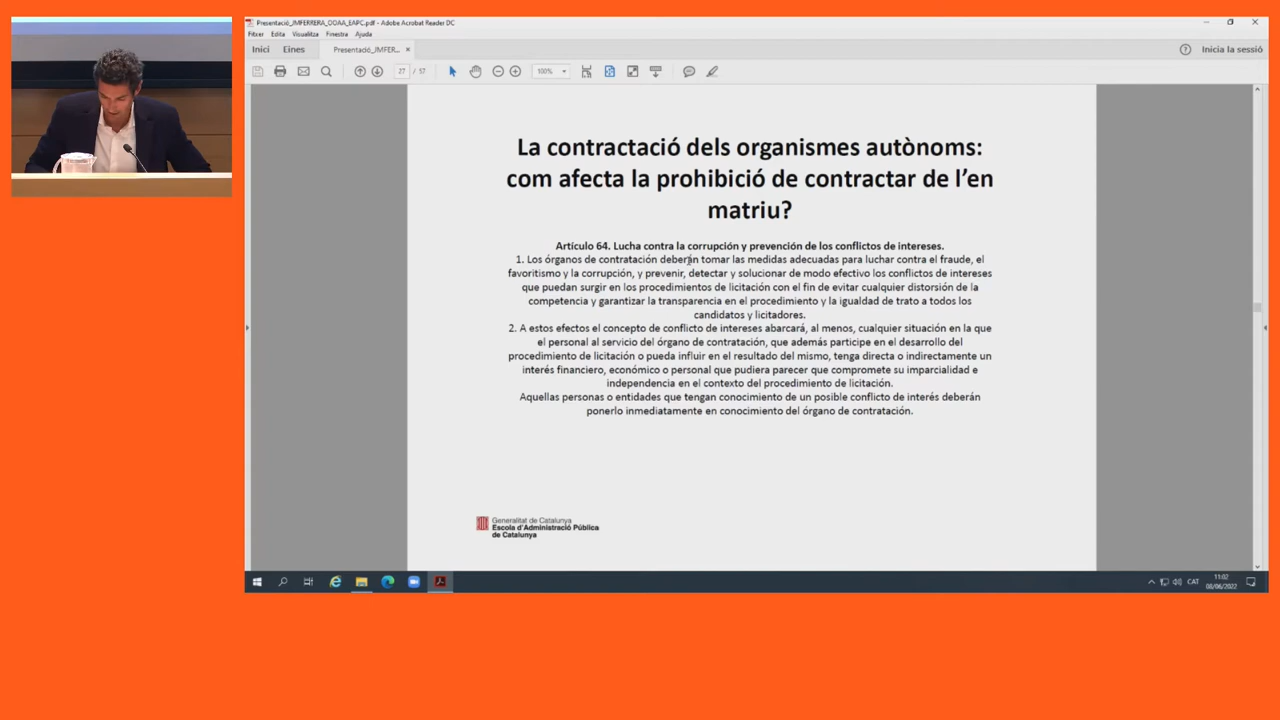 Presentació_JMFERRERA_OOAA_EAPC.pdf - Adobe Acrobat Reader DC
Fitxer Edita Visualitza Finestra Ajuda
Inici Eines Presentació_JMFER... × Inicia la sessió
27 / 57 100%
La contractació dels organismes autònoms:
com afecta la prohibició de contractar de l’en
matriu?
Artículo 64. Lucha contra la corrupción y prevención de los conflictos de intereses.
1. Los órganos de contratación deberán tomar las medidas adecuadas para luchar contra el fraude, el
favoritismo y la corrupción, y prevenir, detectar y solucionar de modo efectivo los conflictos de intereses
que puedan surgir en los procedimientos de licitación con el fin de evitar cualquier distorsión de la
competencia y garantizar la transparencia en el procedimiento y la igualdad de trato a todos los
candidatos y licitadores.
2. A estos efectos el concepto de conflicto de intereses abarcará, al menos, cualquier situación en la que
el personal al servicio del órgano de contratación, que además participe en el desarrollo del
procedimiento de licitación o pueda influir en el resultado del mismo, tenga directa o indirectamente un
interés financiero, económico o personal que pudiera parecer que compromete su imparcialidad e
independencia en el contexto del procedimiento de licitación.
Aquellas personas o entidades que tengan conocimiento de un posible conflicto de interés deberán
ponerlo inmediatamente en conocimiento del órgano de contratación.
Generalitat de Catalunya
Escola d'Administració Pública
de Catalunya
CAT
11:02
08/06/2022